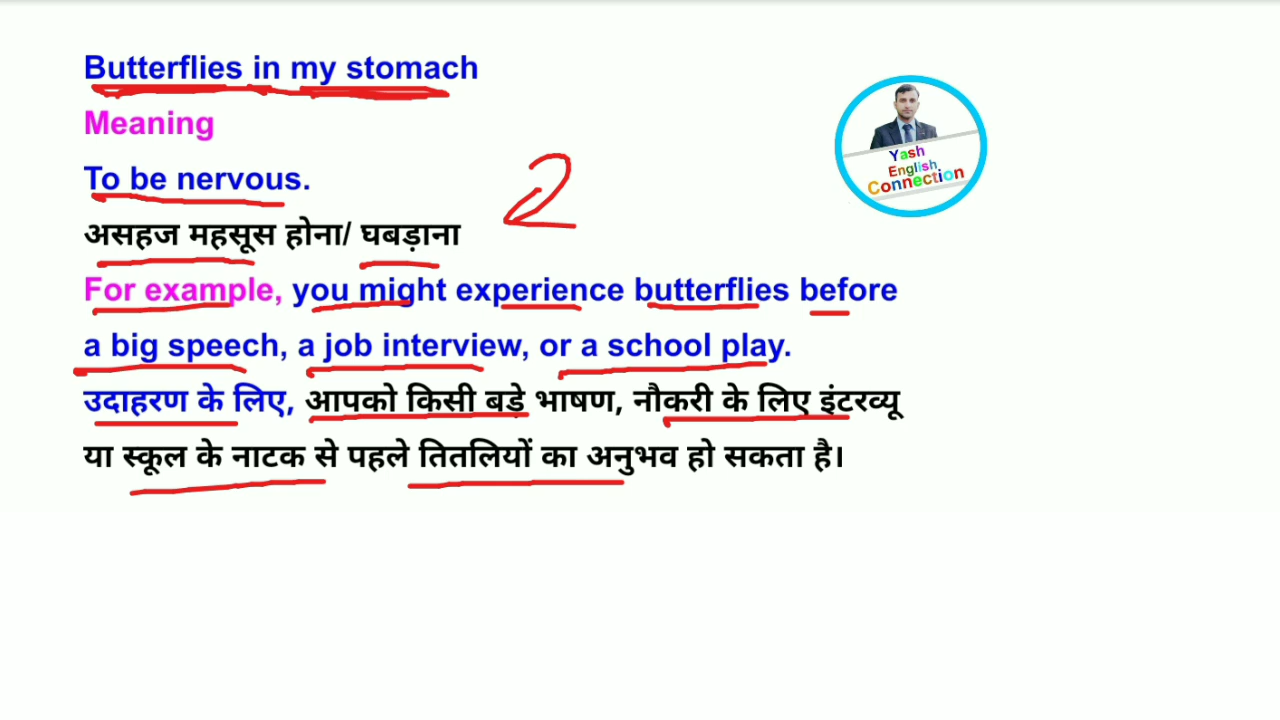 Butterflies in my stomach
Meaning
To be nervous.
असहज महसूस होना/ घबड़ाना
2
For example, you might experience butterflies before
a big speech, a job interview, or a school play.
उदाहरण के लिए, आपको किसी बड़े भाषण, नौकरी के लिए इंटरव्यू
या स्कूल के नाटक से पहले तितलियों का अनुभव हो सकता है।
Yash
English
Connection